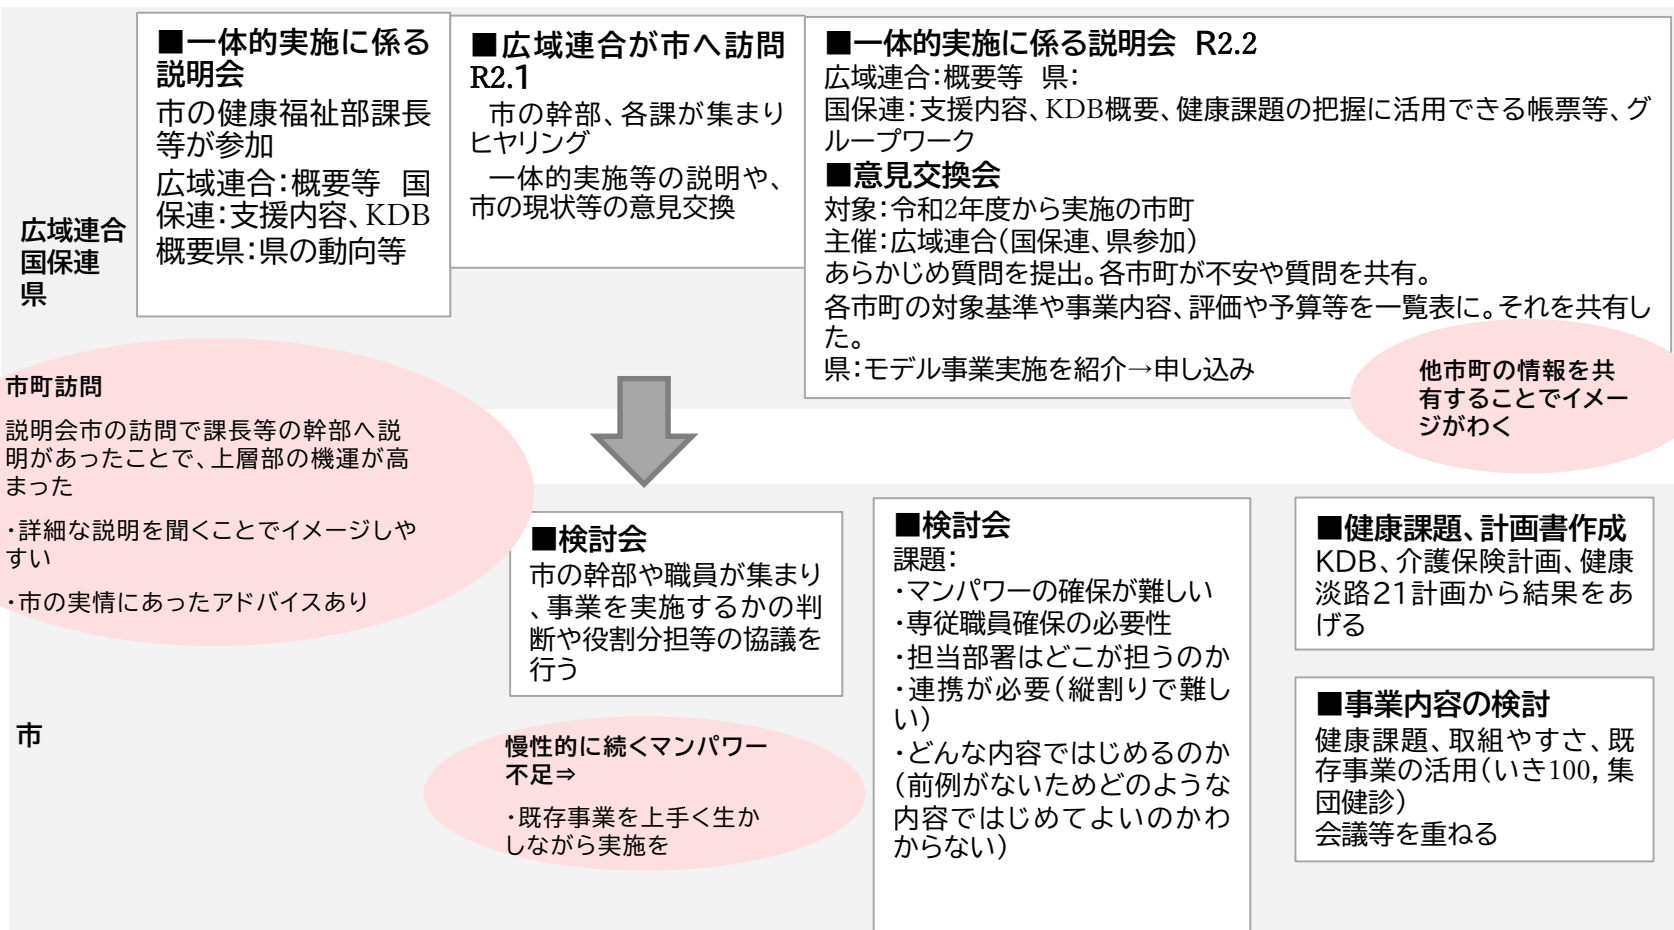 ■一体的実施に係る
説明会
市の健康福祉部課長
等が参加
広域連合：概要等　国
保連：支援内容、KDB
概要県：県の動向等
■広域連合が市へ訪問
R2.1
市の幹部、各課が集まり
ヒヤリング
一体的実施等の説明や、
市の現状等の意見交換
■一体的実施に係る説明会　R2.2
広域連合：概要等　県：
国保連：支援内容、KDB概要、健康課題の把握に活用できる帳票等、グ
ループワーク
■意見交換会
対象：令和2年度から実施の市町
主催：広域連合（国保連、県参加）
あらかじめ質問を提出。各市町が不安や質問を共有。
各市町の対象基準や事業内容、評価や予算等を一覧表に。それを共有し
た。
県：モデル事業実施を紹介→申し込み
広域連合
国保連
県
他市町の情報を共
有することでイメー
ジがわく
市町訪問
説明会市の訪問で課長等の幹部へ説
明があったことで、上層部の機運が高
まった
・詳細な説明を聞くことでイメージしや
すい
・市の実情にあったアドバイスあり
市
■検討会
市の幹部や職員が集まり
、事業を実施するかの判
断や役割分担等の協議を
行う
慢性的に続くマンパワー
不足⇒
・既存事業を上手く生か
しながら実施を
■検討会
課題：
・マンパワーの確保が難しい
・専従職員確保の必要性
・担当部署はどこが担うのか
・連携が必要（縦割りで難し
い）
・どんな内容ではじめるのか
（前例がないためどのような
内容ではじめてよいのかわ
からない）
■健康課題、計画書作成
KDB、介護保険計画、健康
淡路21計画から結果をあ
げる
■事業内容の検討
健康課題、取組やすさ、既
存事業の活用（いき100，集
団健診）
会議等を重ねる